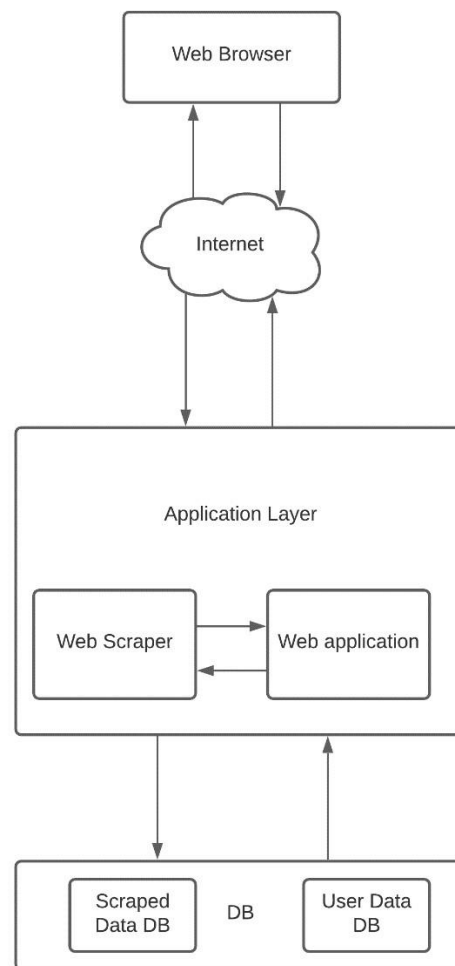 Web Browser
Internet
Application Layer
Web Scraper
Web application
Scraped
Data DB
DB
User Data
DB